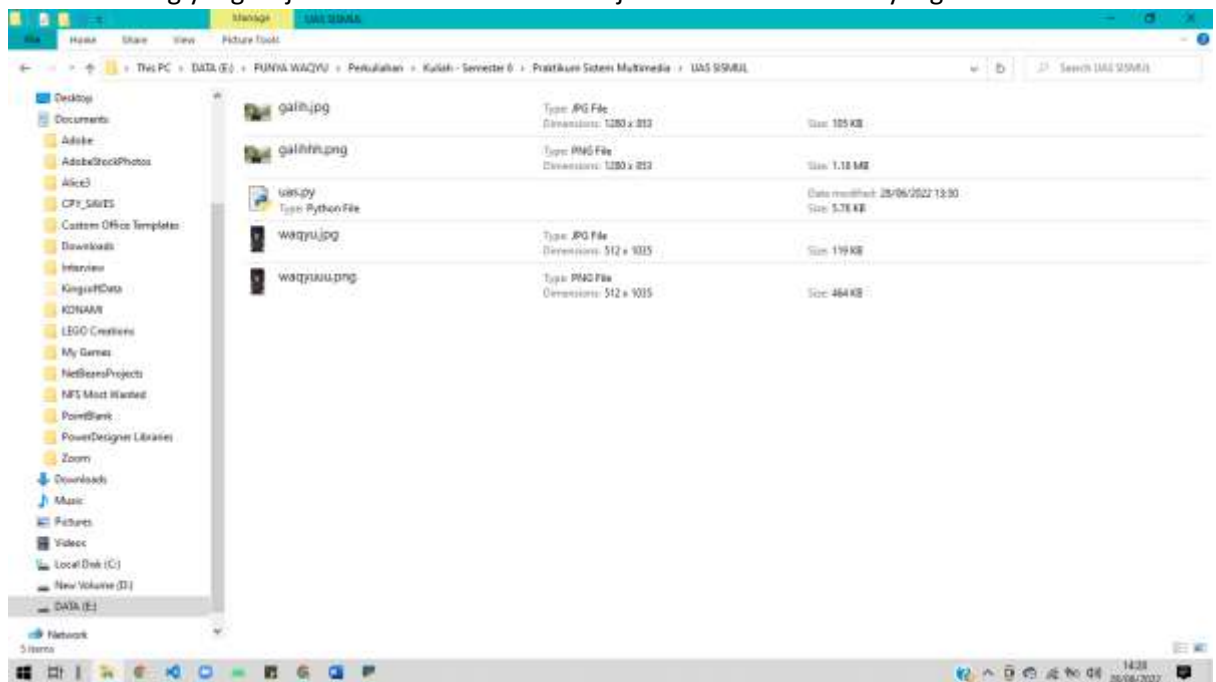 Manage
UAS SISMUL
Home Share View Picture Tools
This PC › DATA (E:) › PUNYA WAQYU › Perkuliahan › Kuliah - Semester 6 › Praktikum Sistem Multimedia › UAS SISMUL
Search UAS SISMUL
Desktop
Documents
Adobe
AdobeStockPhotos
Alice3
CPY_SAVES
Custom Office Templates
Downloads
Interview
KingsoftData
KONAMI
LEGO Creations
My Games
NetBeansProjects
NFS Most Wanted
PointBlank
PowerDesigner Libraries
Zoom
Downloads
Music
Pictures
Videos
Local Disk (C:)
New Volume (D:)
DATA (E:)
Network
5 items
galih.jpg
Type: JPG File
Dimensions: 1280 x 853
Size: 105 KB
galihhh.png
Type: PNG File
Dimensions: 1280 x 853
Size: 1.18 MB
uas.py
Type: Python File
Date modified: 28/06/2022 13:30
Size: 5.78 KB
waqyu.jpg
Type: JPG File
Dimensions: 512 x 1035
Size: 119 KB
waqyuuu.png
Type: PNG File
Dimensions: 512 x 1035
Size: 464 KB
28/06/2022